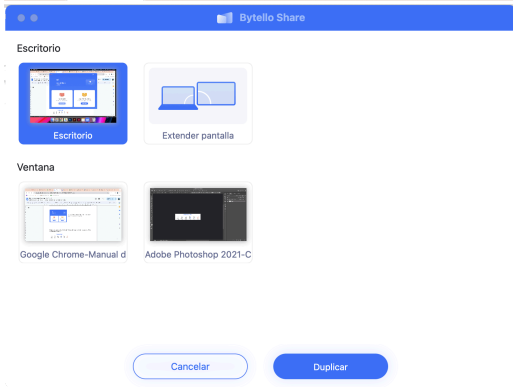 Bytello Share
Escritorio
Escritorio
Extender pantalla
Ventana
Google Chrome-Manual d
Adobe Photoshop 2021-C
Cancelar
Duplicar